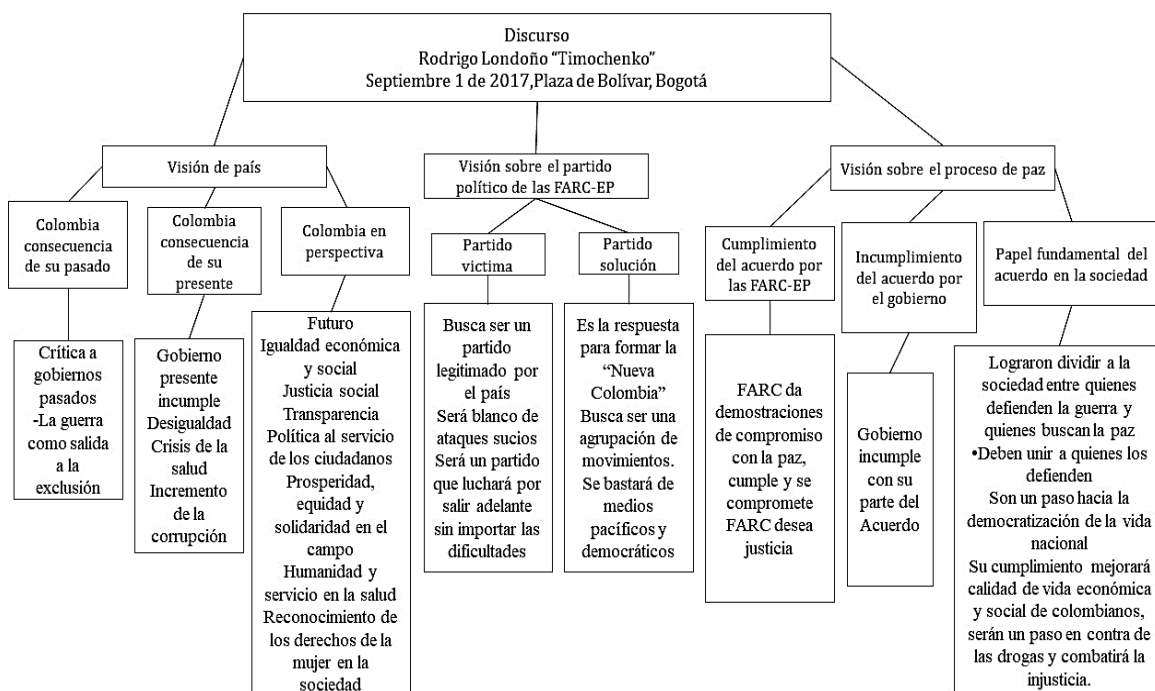 Discurso
Rodrigo Londoño “Timochenko”
Septiembre 1 de 2017,Plaza de Bolívar, Bogotá
Visión de país
Visión sobre el partido
político de las FARC-EP
Visión sobre el proceso de paz
Colombia
consecuencia
de su pasado
Colombia
consecuencia
de su
presente
Colombia en
perspectiva
Partido
victima
Partido
solución
Cumplimiento
del acuerdo por
las FARC-EP
Incumplimiento
del acuerdo por
el gobierno
Papel fundamental del
acuerdo en la sociedad
Crítica a
gobiernos
pasados
-La guerra
como salida
a la
exclusión
Gobierno
presente
incumple
Desigualdad
Crisis de la
salud
Incremento
de la
corrupción
Futuro
Igualdad económica
y social
Justicia social
Transparencia
Política al servicio
de los ciudadanos
Prosperidad,
equidad y
solidaridad en el
campo
Humanidad y
servicio en la salud
Reconocimiento de
los derechos de la
mujer en la
sociedad
Busca ser un
partido
legitimado por
el país
Será blanco de
ataques sucios
Será un partido
que luchará por
salir adelante
sin importar las
dificultades
Es la respuesta
para formar la
“Nueva
Colombia”
Busca ser una
agrupación de
movimientos.
Se bastará de
medios
pacíficos y
democráticos
FARC da
demostraciones
de compromiso
con la paz,
cumple y se
compromete
FARC desea
justicia
Gobierno
incumple
con su
parte del
Acuerdo
Lograron dividir a la
sociedad entre quienes
defienden la guerra y
quienes buscan la paz
•Deben unir a quienes los
defienden
Son un paso hacia la
democratización de la vida
nacional
Su cumplimiento mejorará
calidad de vida económica
y social de colombianos,
serán un paso en contra de
las drogas y combatirá la
injusticia.